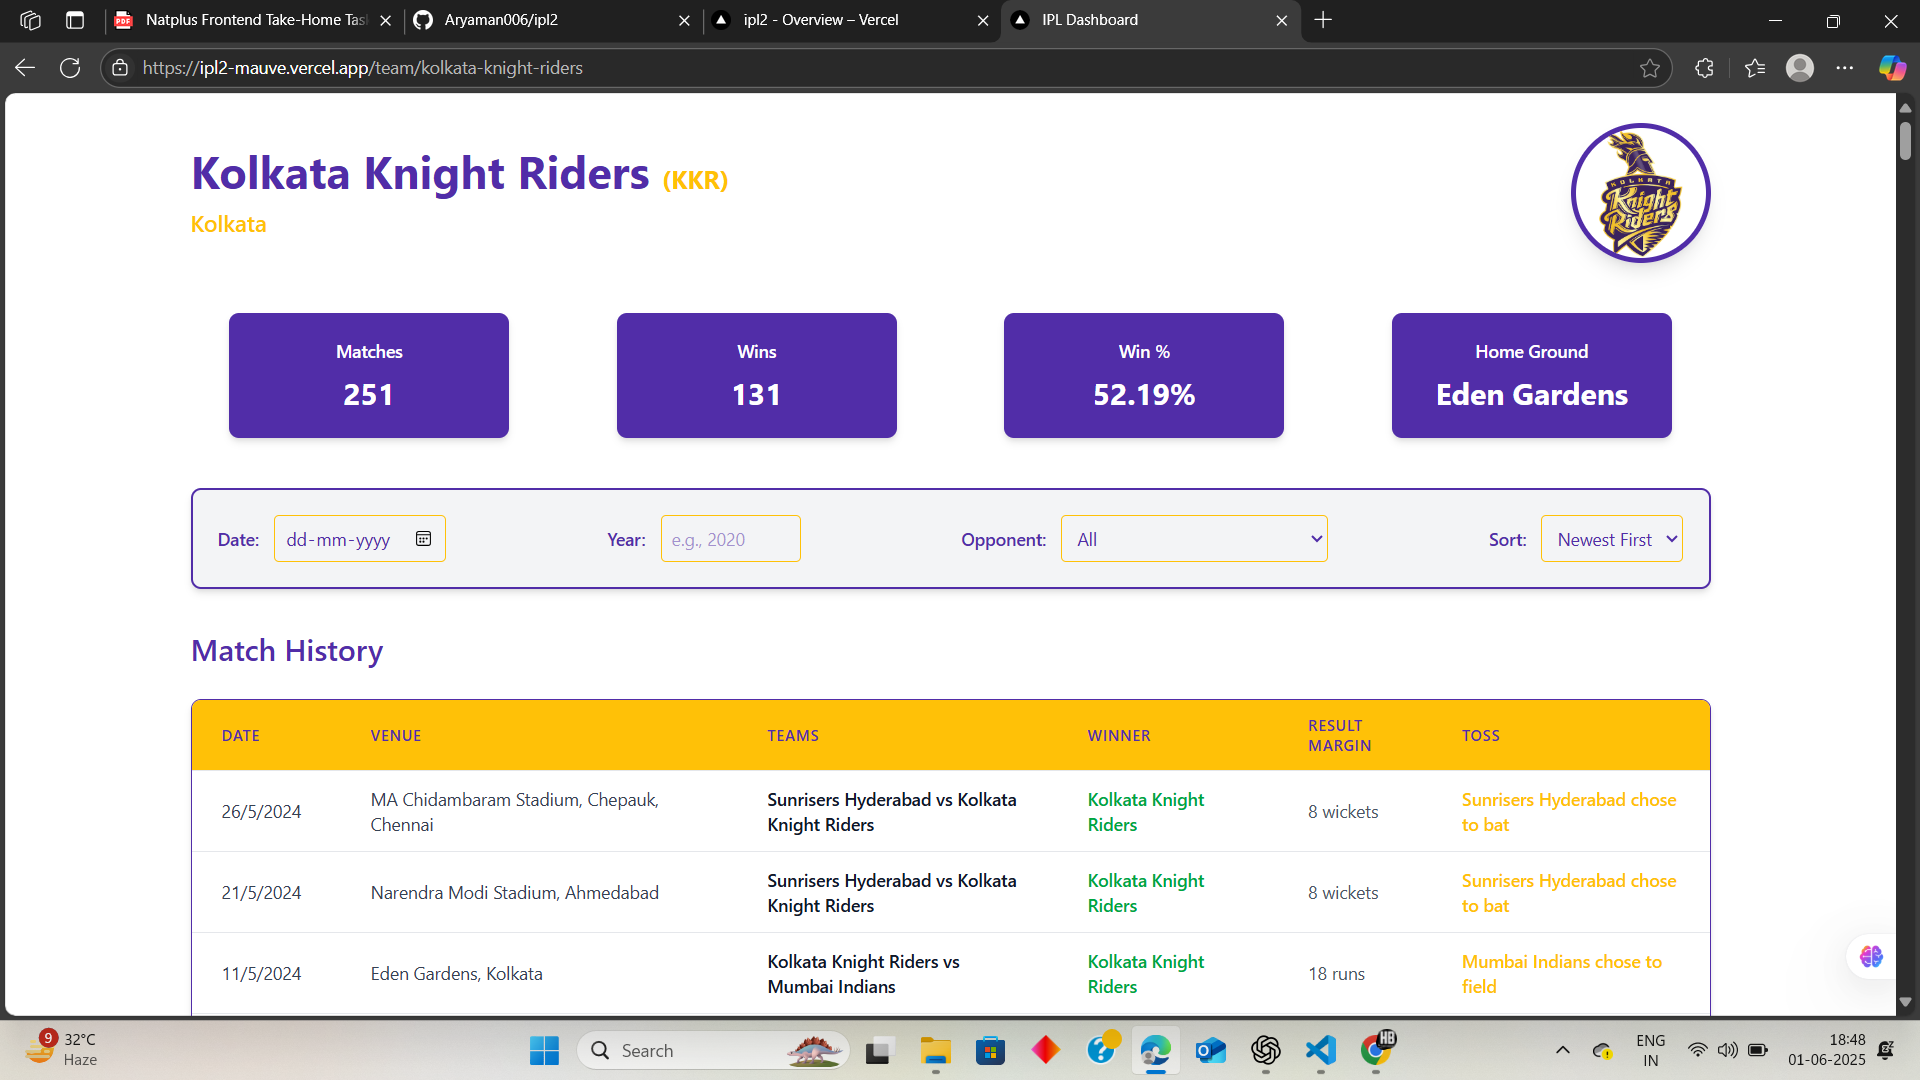 Natplus Frontend Take-Home Tas
Aryaman006/ipl2
ipl2 - Overview – Vercel
IPL Dashboard
https://ipl2-mauve.vercel.app/team/kolkata-knight-riders
Kolkata Knight Riders (KKR)
Kolkata
KOLKATA
Knight
Riders
Matches
251
Wins
131
Win %
52.19%
Home Ground
Eden Gardens
Date: dd-mm-yyyy Year: e.g., 2020 Opponent: All Sort: Newest First
Match History
DATE VENUE TEAMS WINNER RESULT MARGIN TOSS
26/5/2024
MA Chidambaram Stadium, Chepauk,
Chennai
Sunrisers Hyderabad vs Kolkata
Knight Riders
Kolkata Knight
Riders
8 wickets
Sunrisers Hyderabad chose
to bat
21/5/2024
Narendra Modi Stadium, Ahmedabad
Sunrisers Hyderabad vs Kolkata
Knight Riders
Kolkata Knight
Riders
8 wickets
Sunrisers Hyderabad chose
to bat
11/5/2024
Eden Gardens, Kolkata
Kolkata Knight Riders vs
Mumbai Indians
Kolkata Knight
Riders
18 runs
Mumbai Indians chose to
field
9
32°C
Haze
Search
HB
ENG
IN
18:48
01-06-2025